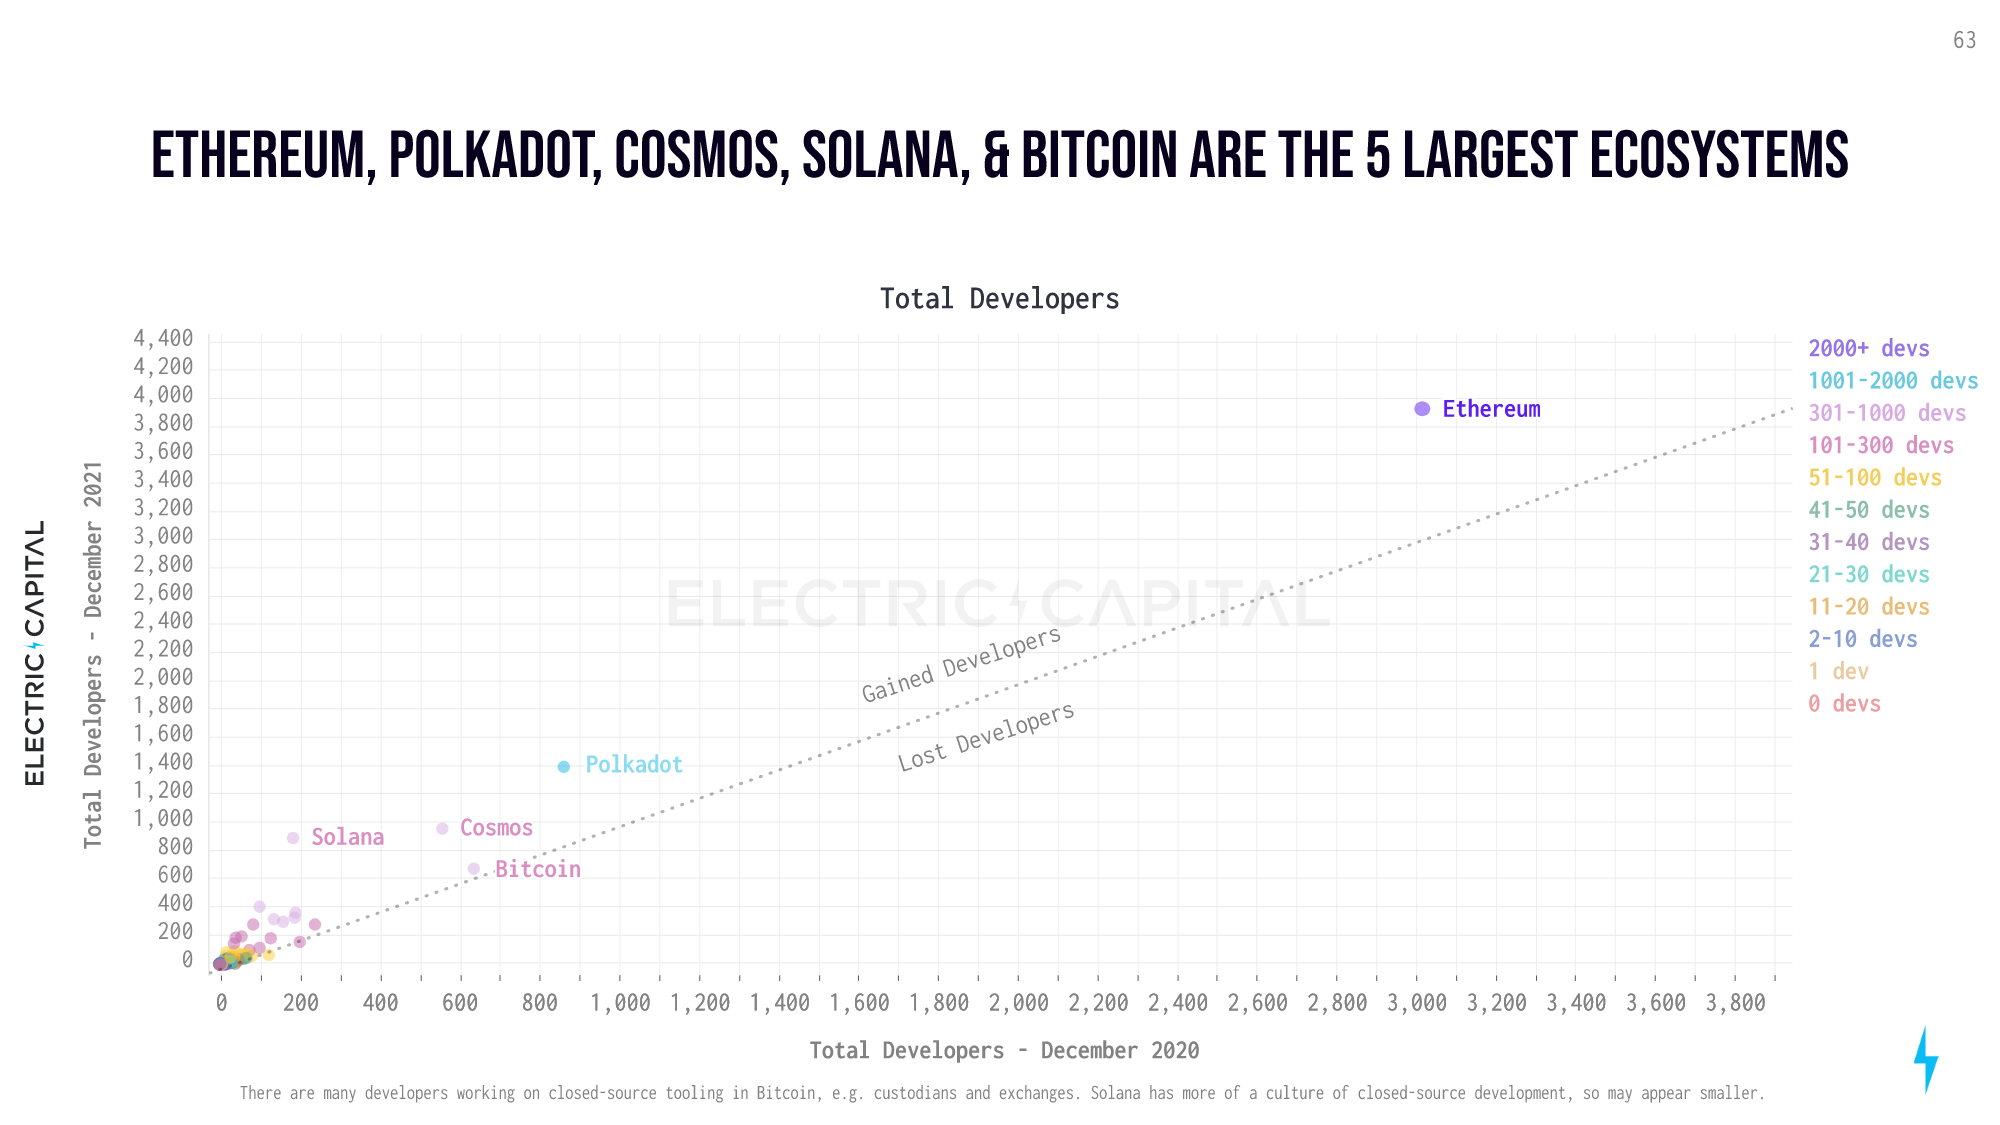 63
ETHEREUM, POLKADOT, COSMOS, SOLANA, & BITCOIN ARE THE 5 LARGEST ECOSYSTEMS
Total Developers
4,400
4,200
4,000
3,800
3,600
3,400
3,200
3,000
2,800
2,600
2,400
2,200
2,000
1,800
1,600
1,400
1,200
1,000
800
600
400
200
0
Total Developers - December 2021
ELECTRIC CAPITAL
ELECTRIC CAPITAL
Ethereum
Gained Developers
Lost Developers
Polkadot
Solana
Cosmos
Bitcoin
2000+ devs
1001-2000 devs
301-1000 devs
101-300 devs
51-100 devs
41-50 devs
31-40 devs
21-30 devs
11-20 devs
2-10 devs
1 dev
0 devs
0 200 400 600 800 1,000 1,200 1,400 1,600 1,800 2,000 2,200 2,400 2,600 2,800 3,000 3,200 3,400 3,600 3,800
Total Developers - December 2020
There are many developers working on closed-source tooling in Bitcoin, e.g. custodians and exchanges. Solana has more of a culture of closed-source development, so may appear smaller.